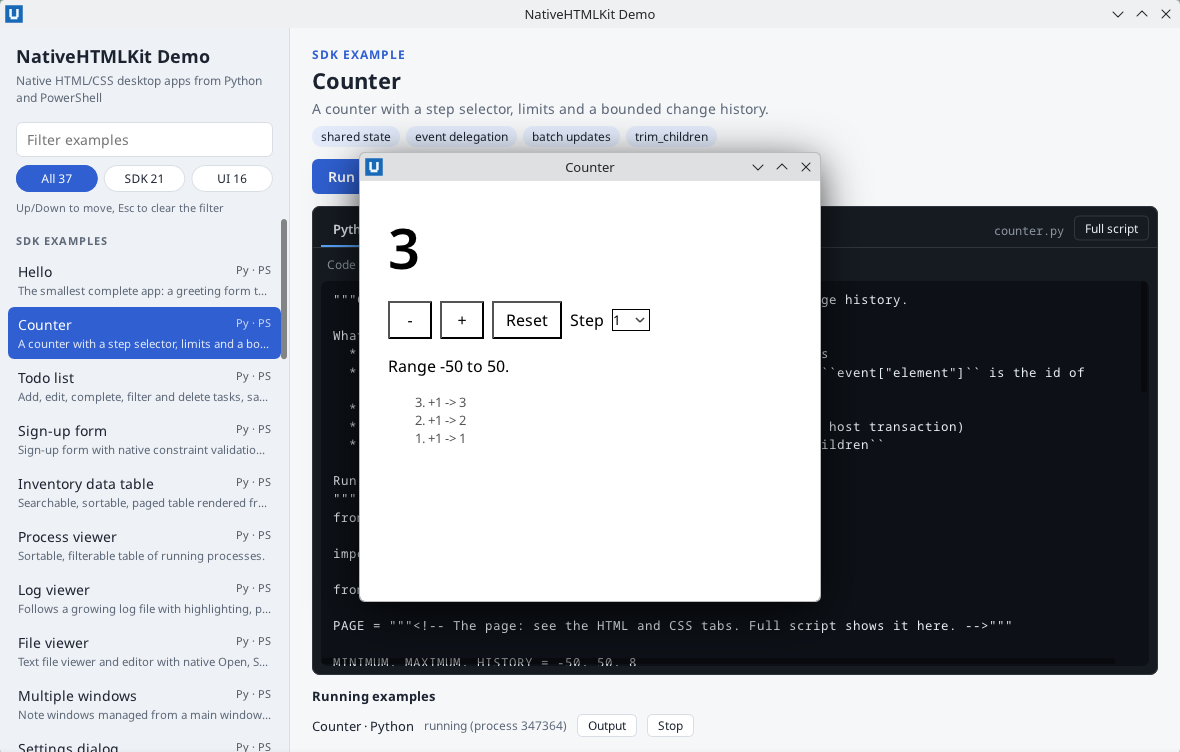 NativeHTMLKit Demo
NativeHTMLKit Demo
Native HTML/CSS desktop apps from Python
and PowerShell
Filter examples
All 37
SDK 21
UI 16
Up/Down to move, Esc to clear the filter
SDK EXAMPLES
Hello
Py · PS
The smallest complete app: a greeting form t...
Counter
Py · PS
A counter with a step selector, limits and a bo...
Todo list
Py · PS
Add, edit, complete, filter and delete tasks, sa...
Sign-up form
Py · PS
Sign-up form with native constraint validatio...
Inventory data table
Py · PS
Searchable, sortable, paged table rendered fr...
Process viewer
Py · PS
Sortable, filterable table of running processes.
Log viewer
Py · PS
Follows a growing log file with highlighting, p...
File viewer
Py · PS
Text file viewer and editor with native Open, S...
Multiple windows
Py · PS
Note windows managed from a main window...
Settings dialog
Py · PS
SDK EXAMPLE
Counter
A counter with a step selector, limits and a bounded change history.
shared state
event delegation
batch updates
trim_children
Run
Counter
3
-
+
Reset
Step
1
Range -50 to 50.
3. +1 -> 3
2. +1 -> 2
1. +1 -> 1
counter.py
Full script
Code
"""
ge history.
s
``event["element"]`` is the id of
host transaction)
ildren``
Run
"""
PAGE = """<!-- The page: see the HTML and CSS tabs. Full script shows it here. -->"""
MINIMUM, MAXIMUM, HISTORY = -50, 50, 8
Running examples
Counter · Python
running (process 347364)
Output
Stop